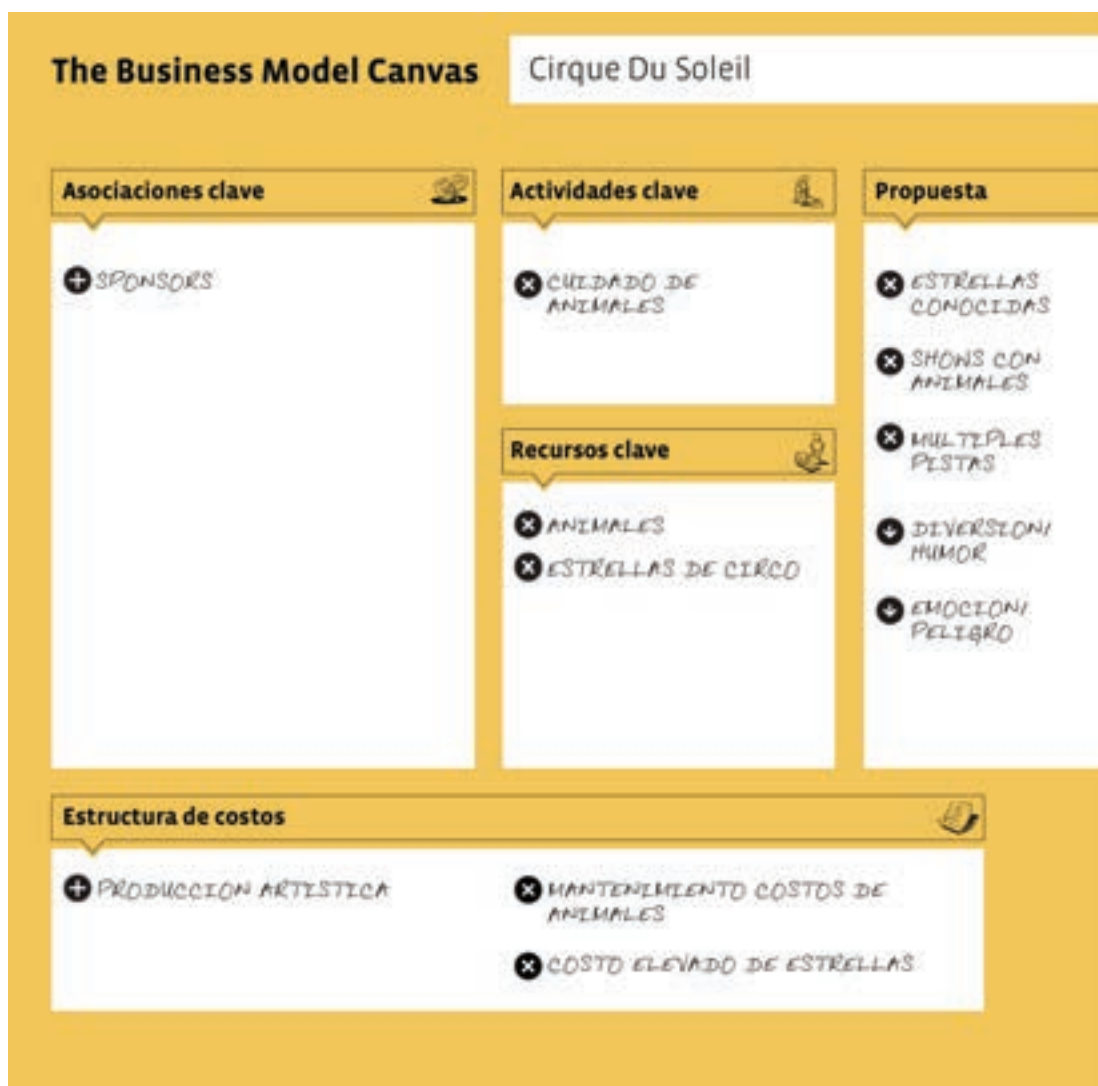 The Business Model Canvas
Cirque Du Soleil
Asociaciones clave
SPONSORS
Actividades clave
CUIDADO DE
ANIMALES
Recursos clave
ANIMALES
ESTRELLAS DE CIRCO
Propuesta
ESTRELLAS
CONOCIDAS
SHOWS CON
ANIMALES
MULTIPLES
PISTAS
DIVERSION/
HUMOR
EMOCION/
PELIGRO
Estructura de costos
PRODUCCION ARTISTICA
MANTENIMIENTO COSTOS DE
ANIMALES
COSTO ELEVADO DE ESTRELLAS